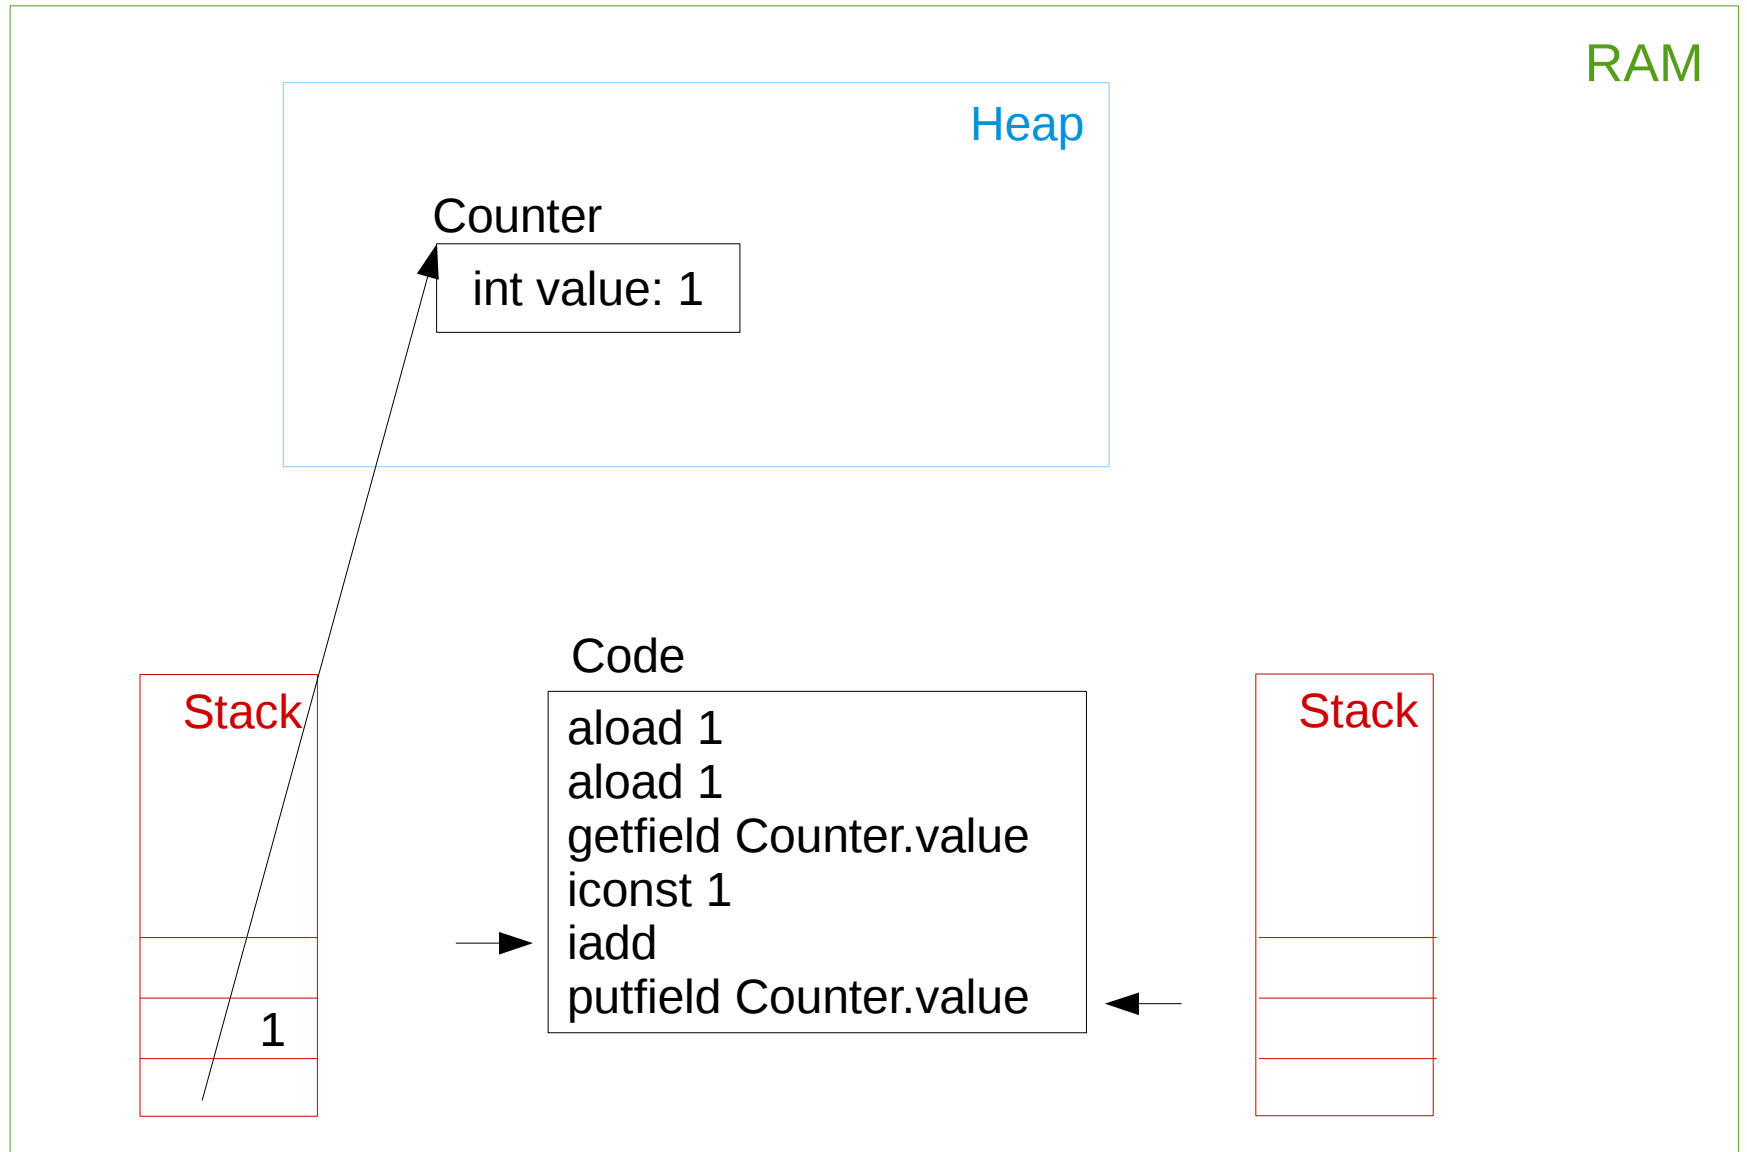 RAM
Heap
Counter
int value: 1
Code
Stack
Stack
aload 1
aload 1
getfield Counter.value
iconst 1
iadd
putfield Counter.value
1